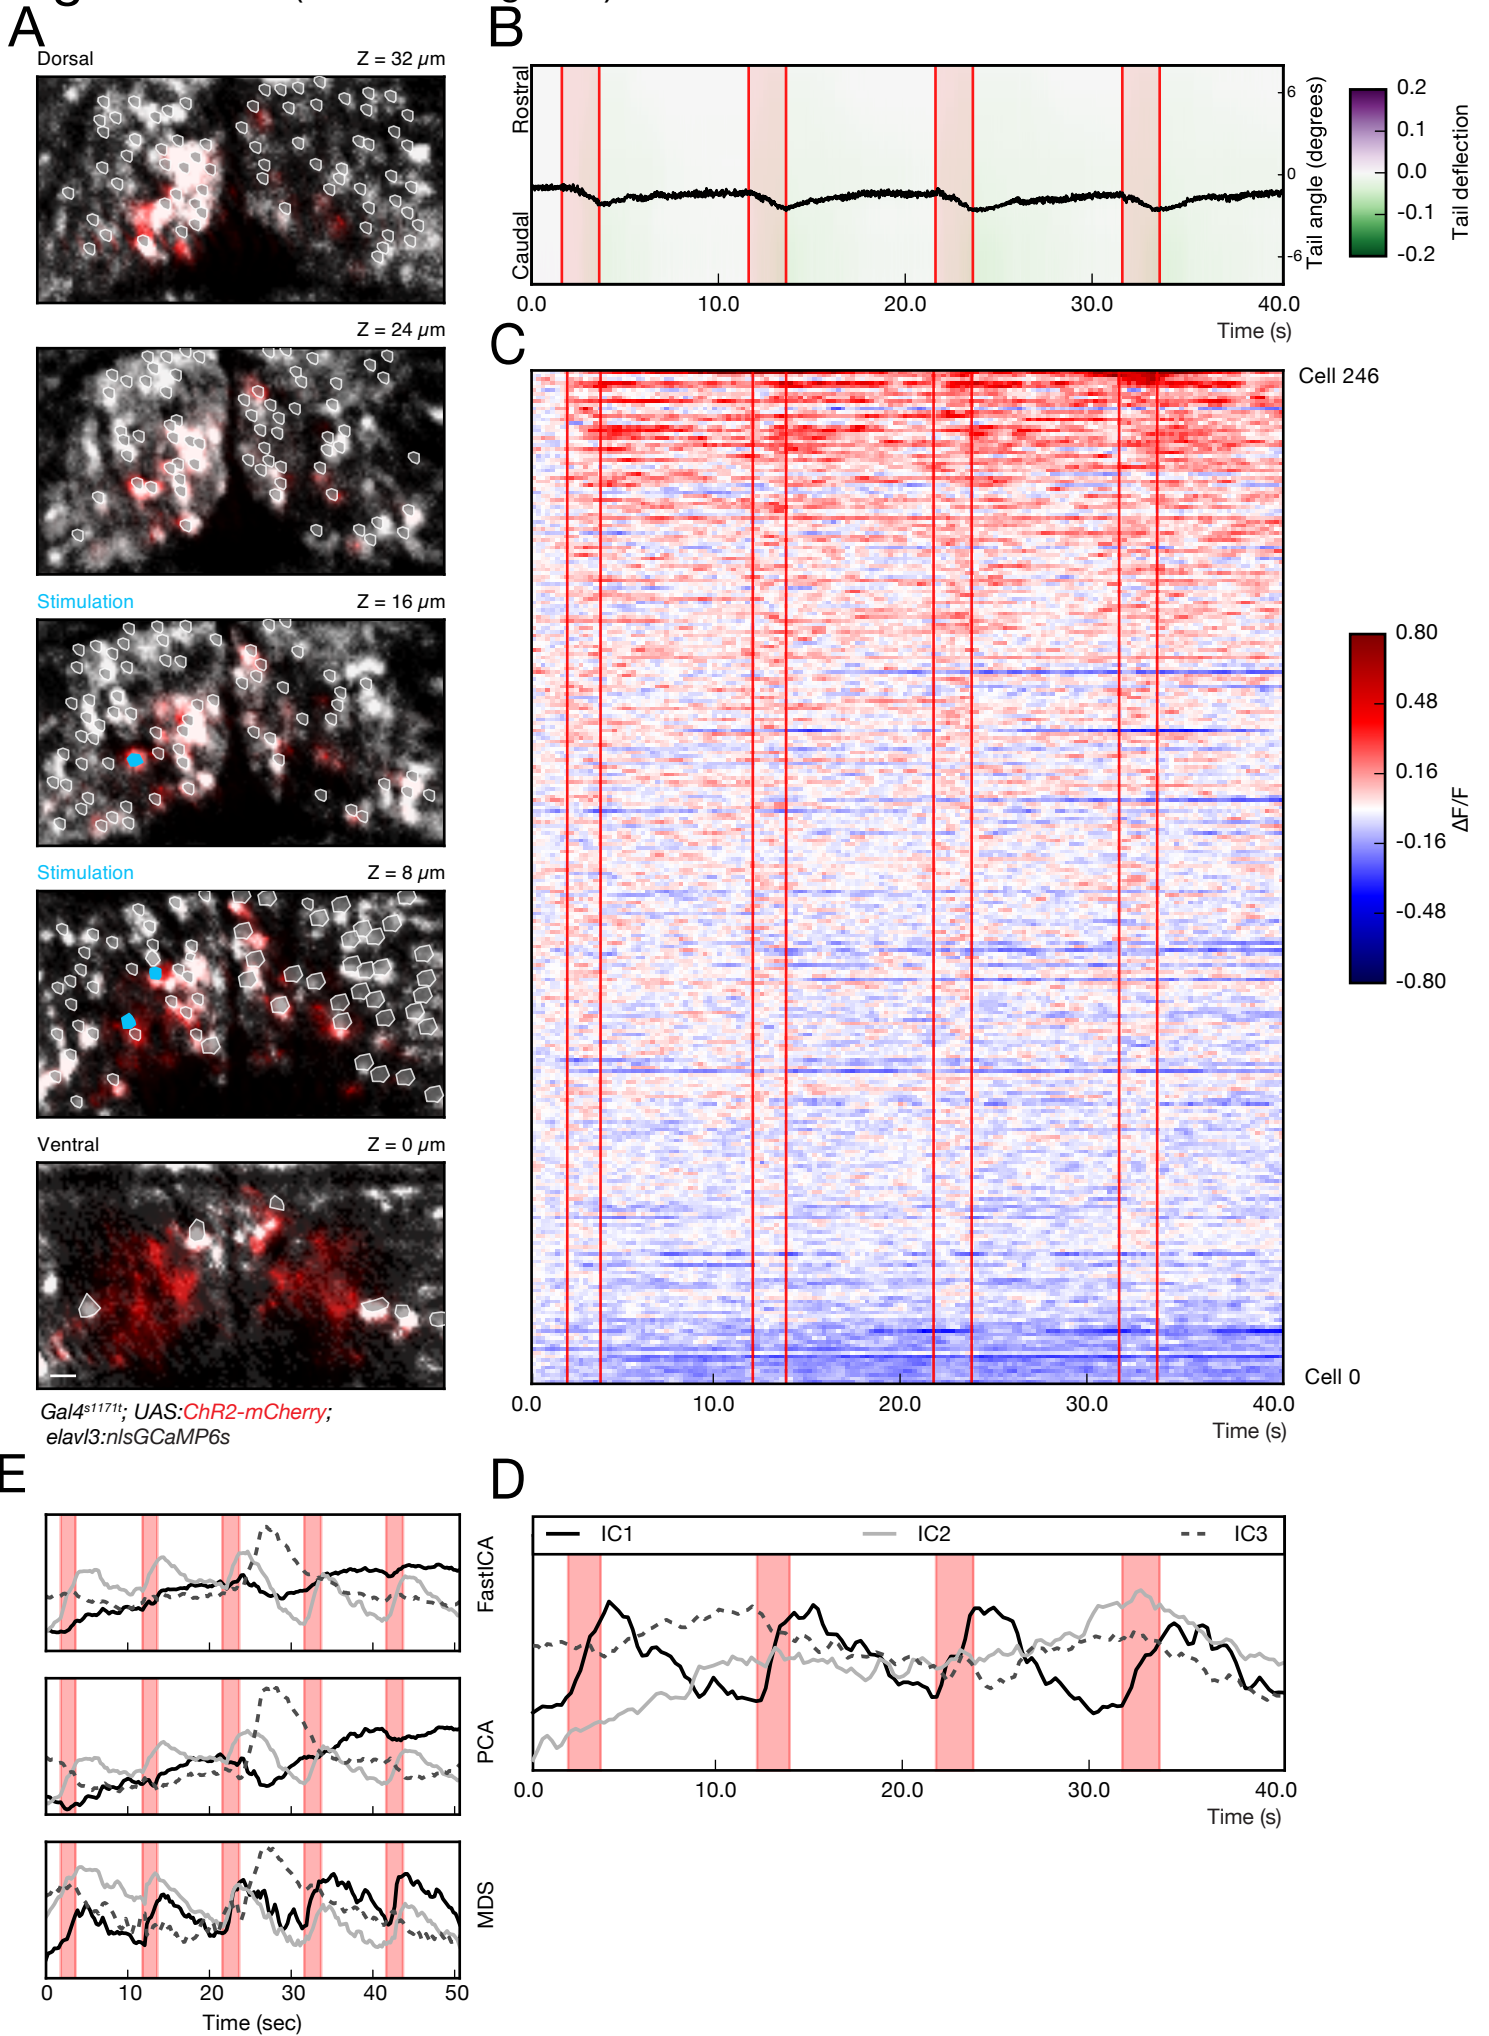 A
Dorsal Z = 32 µm
Z = 24 µm
Stimulation Z = 16 µm
Stimulation Z = 8 µm
Ventral Z = 0 µm
Gal4s1171t; UAS:ChR2-mCherry;
elavl3:nlsGCaMP6s
B
Rostral
Caudal
6
0
-6
Tail angle (degrees)
0.0 10.0 20.0 30.0 40.0
Time (s)
0.2
0.1
0.0
-0.1
-0.2
Tail deflection
C
Cell 246
Cell 0
0.0 10.0 20.0 30.0 40.0
Time (s)
0.80
0.48
0.16
-0.16
-0.48
-0.80
ΔF/F
E
FastICA
PCA
MDS
0 10 20 30 40 50
Time (sec)
D
IC1 IC2 IC3
0.0 10.0 20.0 30.0 40.0
Time (s)